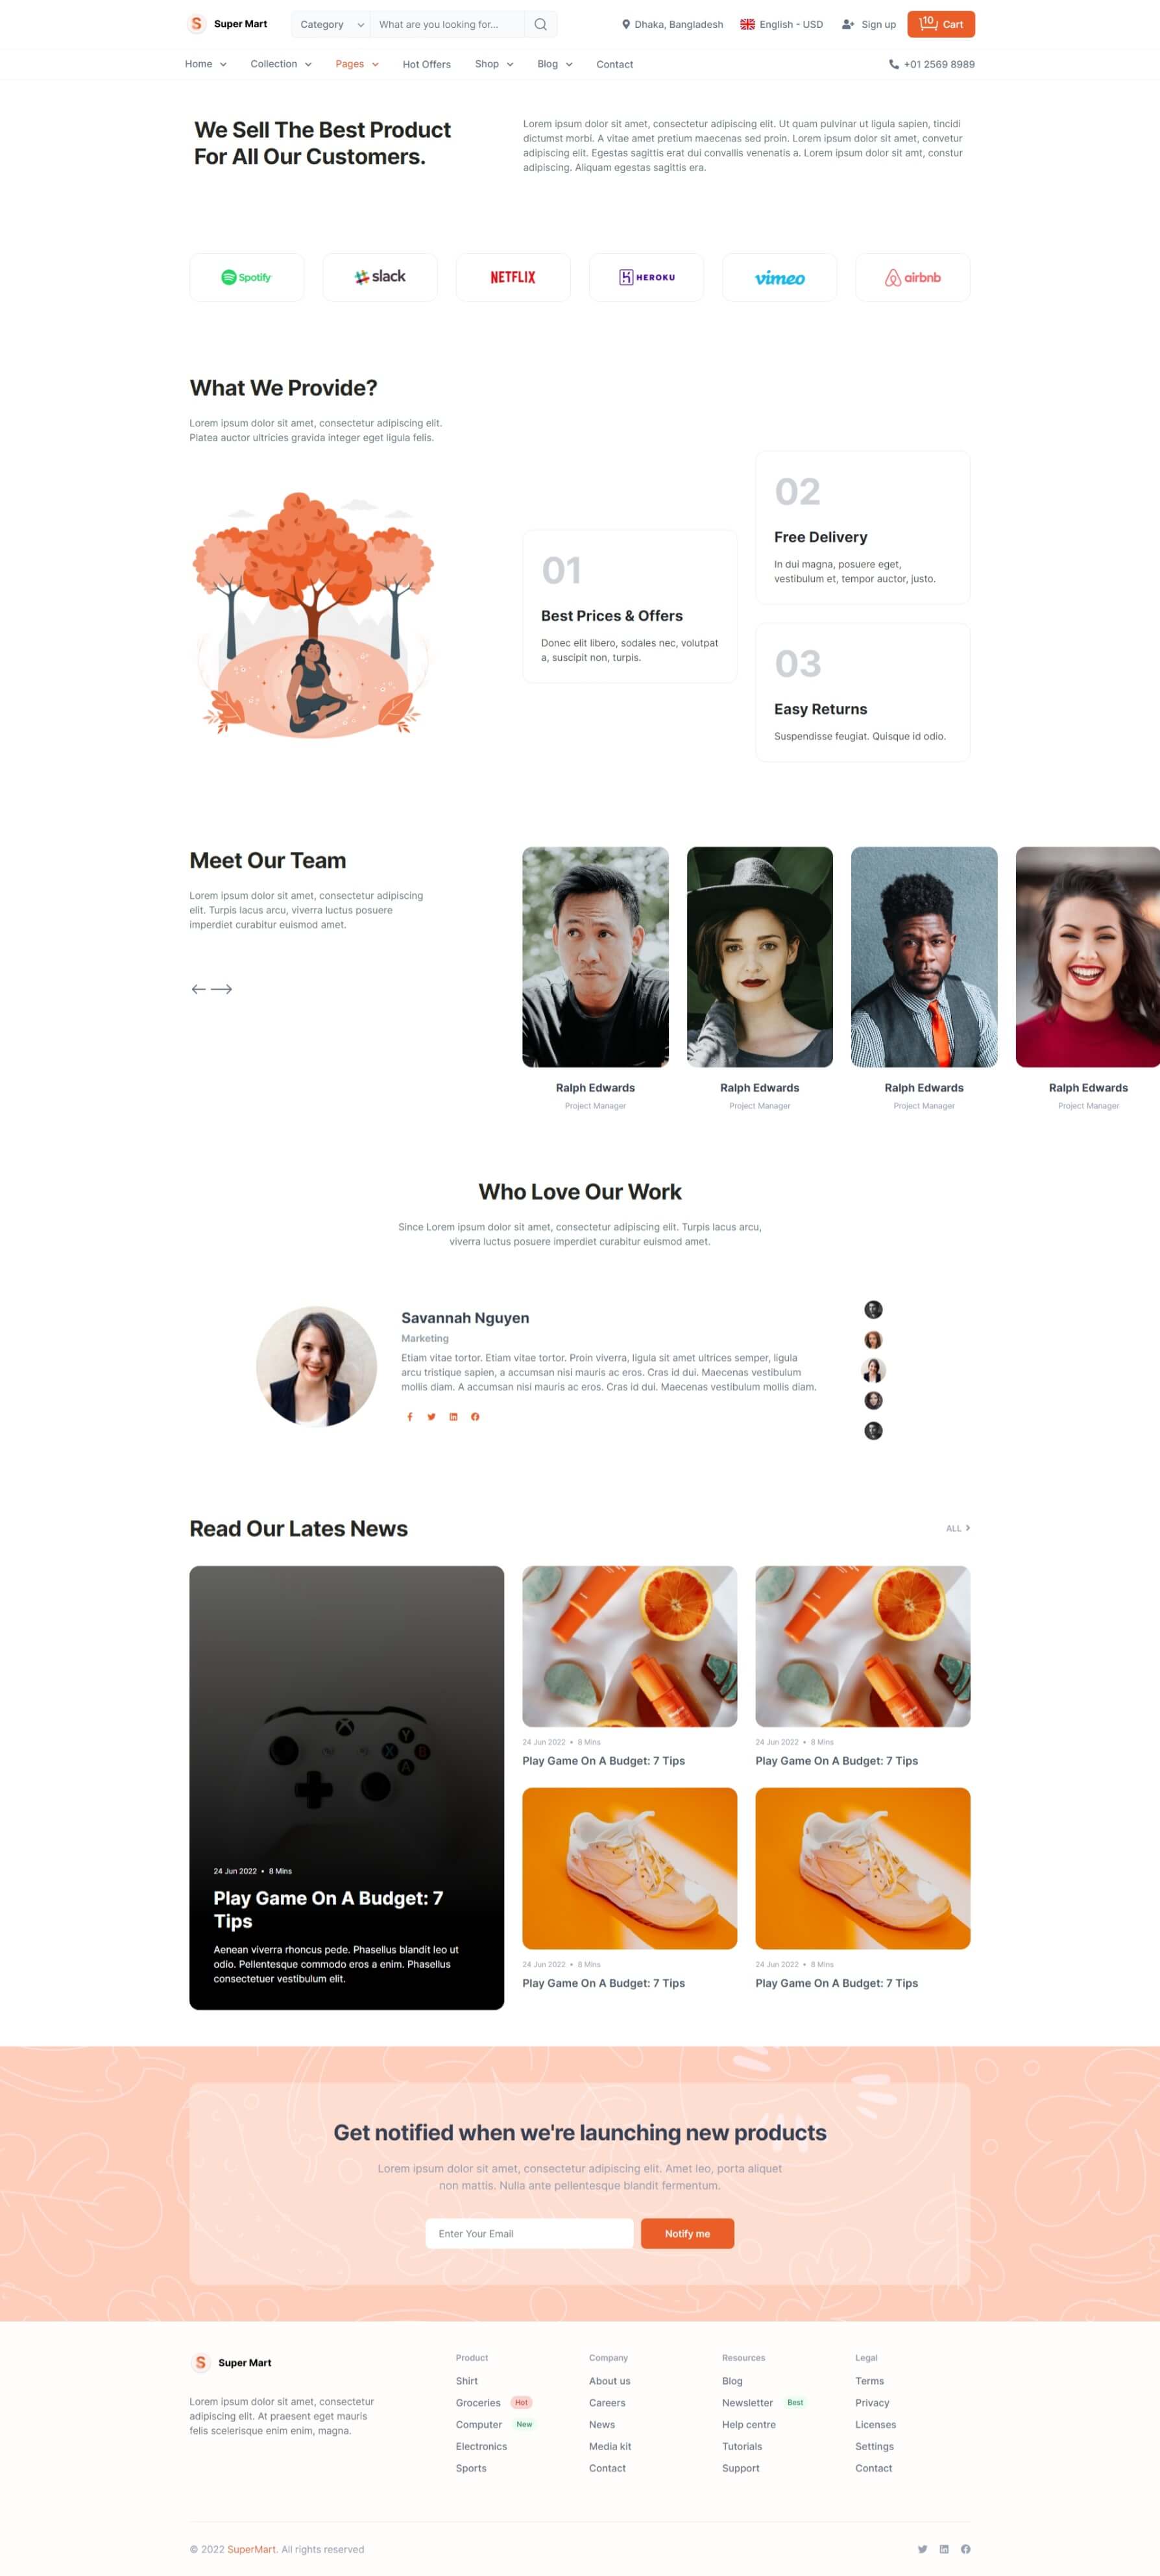 S Super Mart
Category
What are you looking for...
Dhaka, Bangladesh
English - USD
Sign up
10 Cart
Home
Collection
Pages
Hot Offers
Shop
Blog
Contact
+01 2569 8989
We Sell The Best Product
For All Our Customers.
Lorem ipsum dolor sit amet, consectetur adipiscing elit. Ut quam pulvinar ut ligula sapien, tincidi
dictumst morbi. A vitae amet pretium maecenas sed proin. Lorem ipsum dolor sit amet, convetur
adipiscing elit. Egestas sagittis erat dui convallis venenatis a. Lorem ipsum dolor sit amt, constur
adipiscing. Aliquam egestas sagittis era.
Spotify
slack
NETFLIX
HEROKU
vimeo
airbnb
What We Provide?
Lorem ipsum dolor sit amet, consectetur adipiscing elit.
Platea auctor ultricies gravida integer eget ligula felis.
01
Best Prices & Offers
Donec elit libero, sodales nec, volutpat
a, suscipit non, turpis.
02
Free Delivery
In dui magna, posuere eget,
vestibulum et, tempor auctor, justo.
03
Easy Returns
Suspendisse feugiat. Quisque id odio.
Meet Our Team
Lorem ipsum dolor sit amet, consectetur adipiscing
elit. Turpis lacus arcu, viverra luctus posuere
imperdiet curabitur euismod amet.
Ralph Edwards
Project Manager
Ralph Edwards
Project Manager
Ralph Edwards
Project Manager
Ralph Edwards
Project Manager
Who Love Our Work
Since Lorem ipsum dolor sit amet, consectetur adipiscing elit. Turpis lacus arcu,
viverra luctus posuere imperdiet curabitur euismod amet.
Savannah Nguyen
Marketing
Etiam vitae tortor. Etiam vitae tortor. Proin viverra, ligula sit amet ultrices semper, ligula
arcu tristique sapien, a accumsan nisi mauris ac eros. Cras id dui. Maecenas vestibulum
mollis diam. A accumsan nisi mauris ac eros. Cras id dui. Maecenas vestibulum mollis diam.
Read Our Lates News
ALL
Y
X B
A
24 Jun 2022 • 8 Mins
Play Game On A Budget: 7
Tips
Aenean viverra rhoncus pede. Phasellus blandit leo ut
odio. Pellentesque commodo eros a enim. Phasellus
consectetuer vestibulum elit.
24 Jun 2022 • 8 Mins
Play Game On A Budget: 7 Tips
24 Jun 2022 • 8 Mins
Play Game On A Budget: 7 Tips
24 Jun 2022 • 8 Mins
Play Game On A Budget: 7 Tips
24 Jun 2022 • 8 Mins
Play Game On A Budget: 7 Tips
Get notified when we're launching new products
Lorem ipsum dolor sit amet, consectetur adipiscing elit. Amet leo, porta aliquet
non mattis. Nulla ante pellentesque blandit fermentum.
Enter Your Email
Notify me
S Super Mart
Lorem ipsum dolor sit amet, consectetur
adipiscing elit. At praesent eget mauris
felis scelerisque enim enim, magna.
Product
Shirt
Groceries Hot
Computer New
Electronics
Sports
Company
About us
Careers
News
Media kit
Contact
Resources
Blog
Newsletter Best
Help centre
Tutorials
Support
Legal
Terms
Privacy
Licenses
Settings
Contact
© 2022 SuperMart. All rights reserved